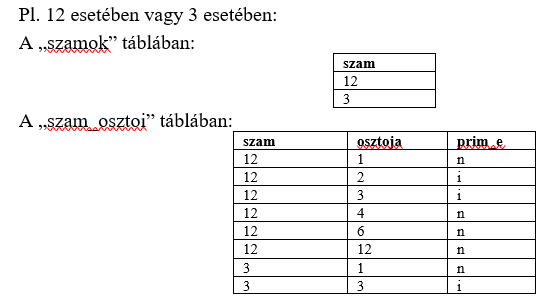 Pl. 12 esetében vagy 3 esetében:
A „szamok” táblában:
szam
12
3
A „szam_osztoi” táblában:
szam osztoja prim_e
12 1 n
12 2 i
12 3 i
12 4 n
12 6 n
12 12 n
3 1 n
3 3 i